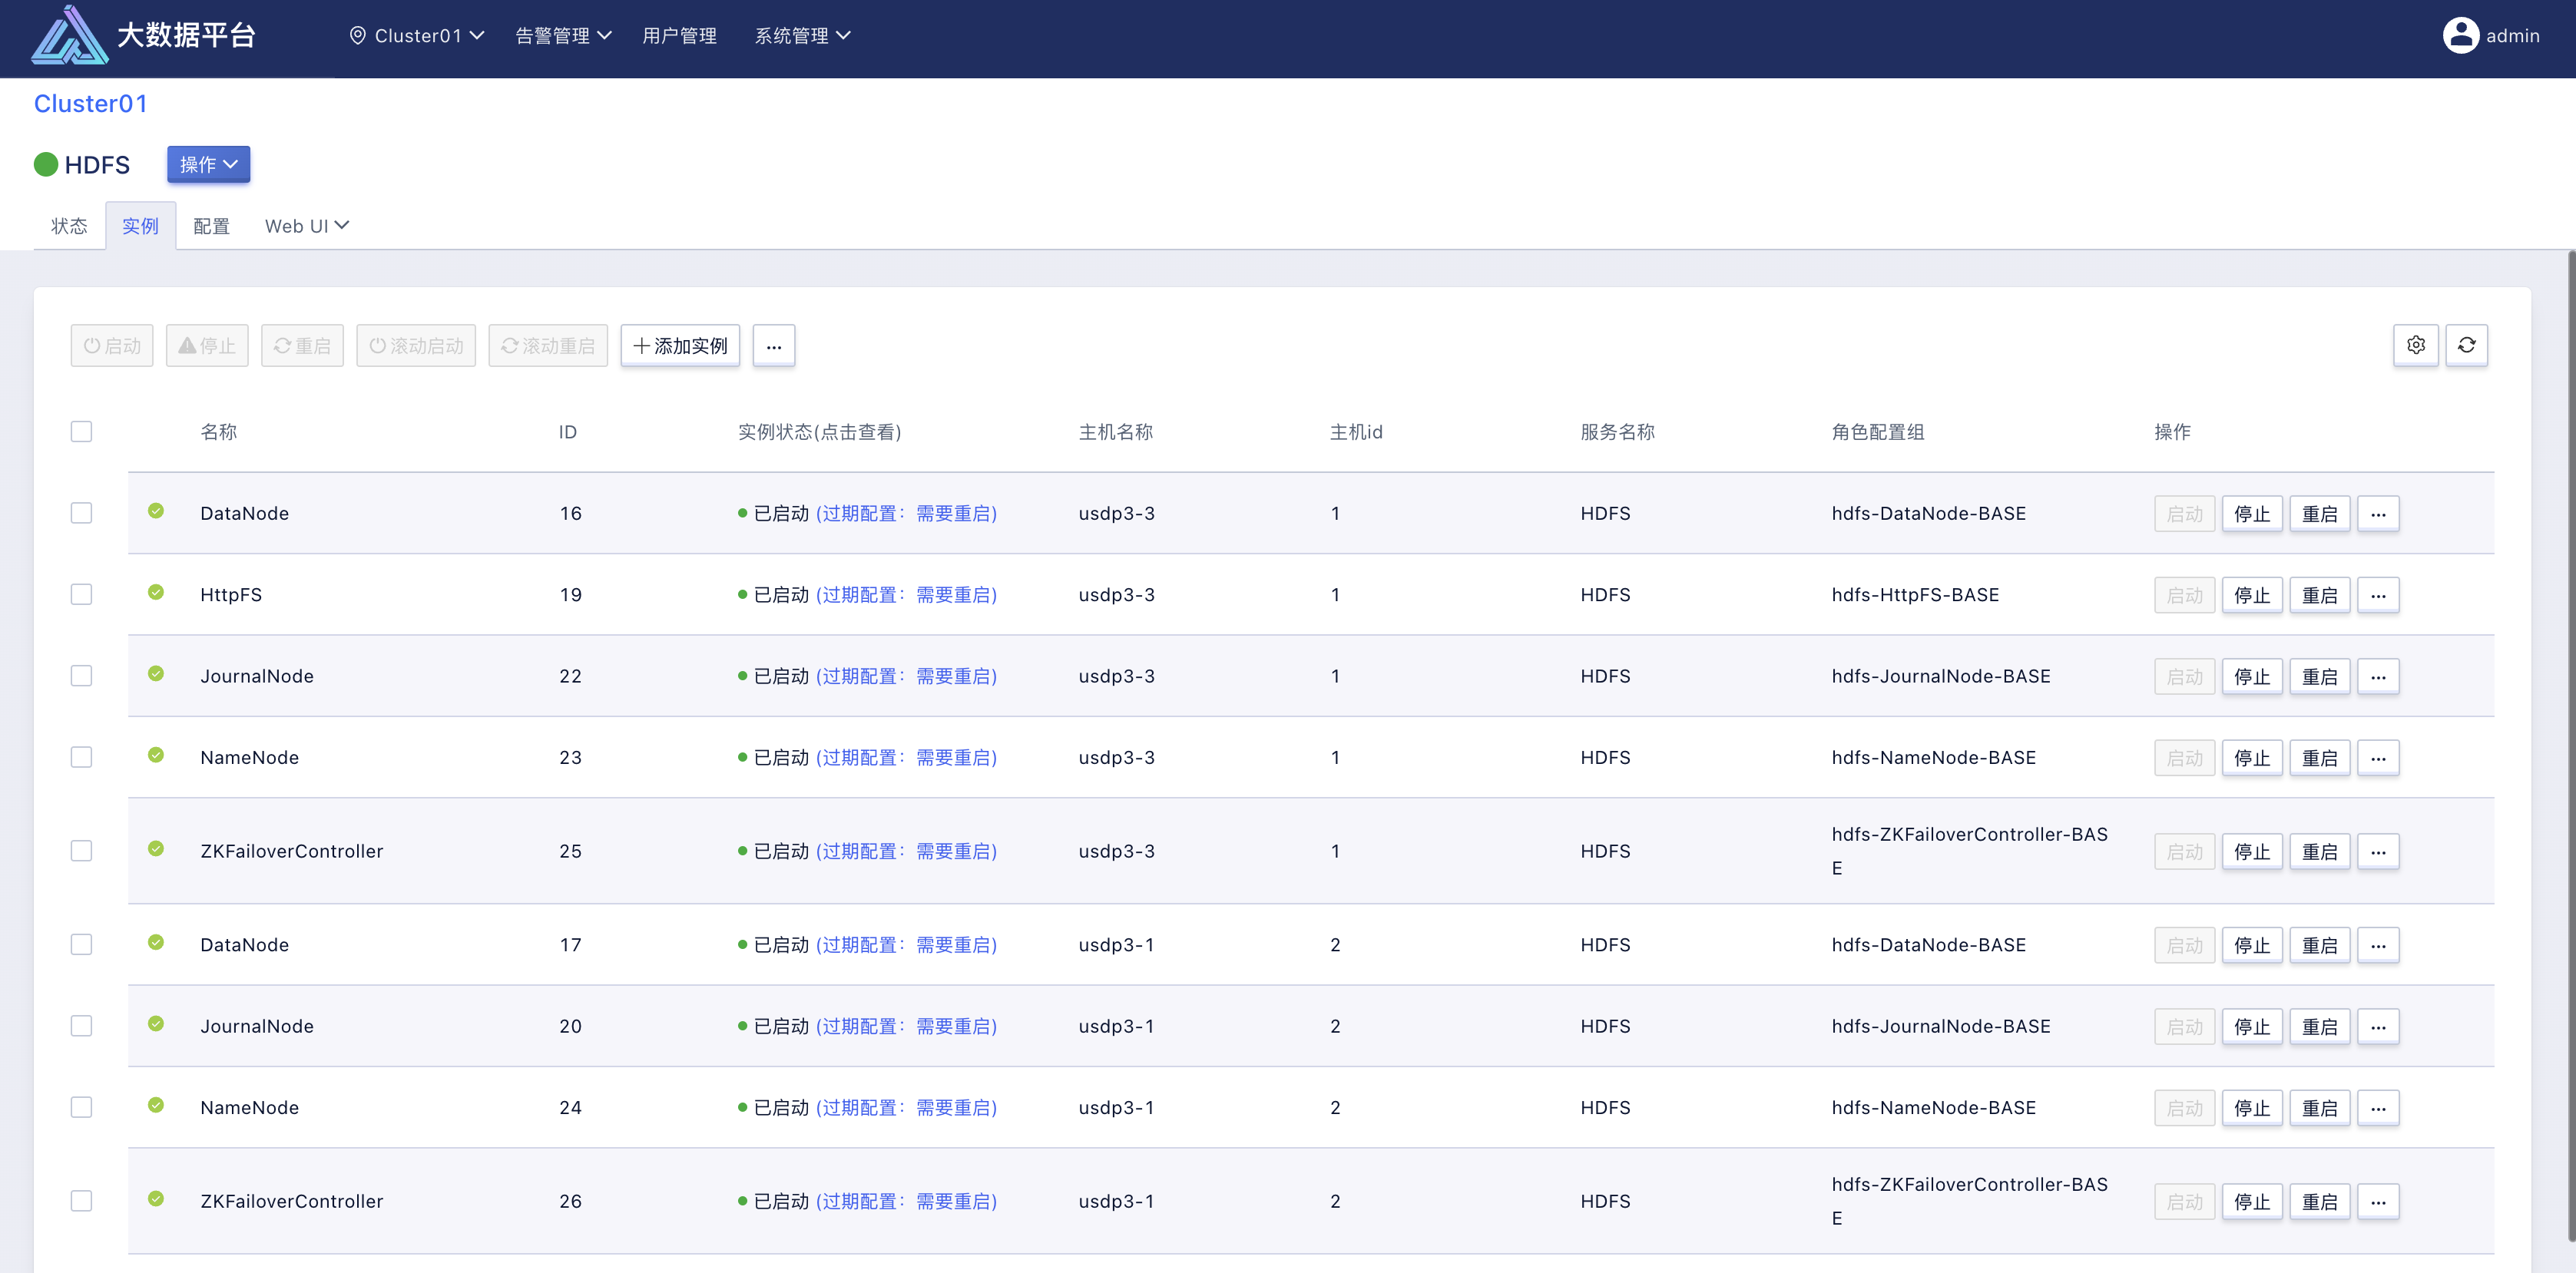 大数据平台 Cluster01 告警管理 用户管理 系统管理 admin
Cluster01
HDFS 操作
状态 实例 配置 Web UI
启动 停止 重启 滚动启动 滚动重启 添加实例 ...
名称 ID 实例状态(点击查看) 主机名称 主机id 服务名称 角色配置组 操作
DataNode 16 已启动 (过期配置：需要重启) usdp3-3 1 HDFS hdfs-DataNode-BASE 启动 停止 重启 ...
HttpFS 19 已启动 (过期配置：需要重启) usdp3-3 1 HDFS hdfs-HttpFS-BASE 启动 停止 重启 ...
JournalNode 22 已启动 (过期配置：需要重启) usdp3-3 1 HDFS hdfs-JournalNode-BASE 启动 停止 重启 ...
NameNode 23 已启动 (过期配置：需要重启) usdp3-3 1 HDFS hdfs-NameNode-BASE 启动 停止 重启 ...
ZKFailoverController 25 已启动 (过期配置：需要重启) usdp3-3 1 HDFS hdfs-ZKFailoverController-BAS
E 启动 停止 重启 ...
DataNode 17 已启动 (过期配置：需要重启) usdp3-1 2 HDFS hdfs-DataNode-BASE 启动 停止 重启 ...
JournalNode 20 已启动 (过期配置：需要重启) usdp3-1 2 HDFS hdfs-JournalNode-BASE 启动 停止 重启 ...
NameNode 24 已启动 (过期配置：需要重启) usdp3-1 2 HDFS hdfs-NameNode-BASE 启动 停止 重启 ...
ZKFailoverController 26 已启动 (过期配置：需要重启) usdp3-1 2 HDFS hdfs-ZKFailoverController-BAS
E 启动 停止 重启 ...